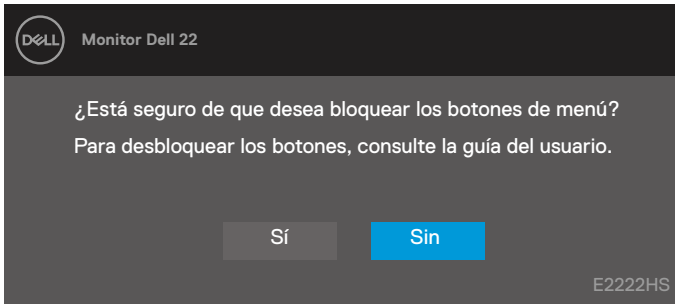 DELL
Monitor Dell 22
¿Está seguro de que desea bloquear los botones de menú?
Para desbloquear los botones, consulte la guía del usuario.
Sí
Sin
E2222HS